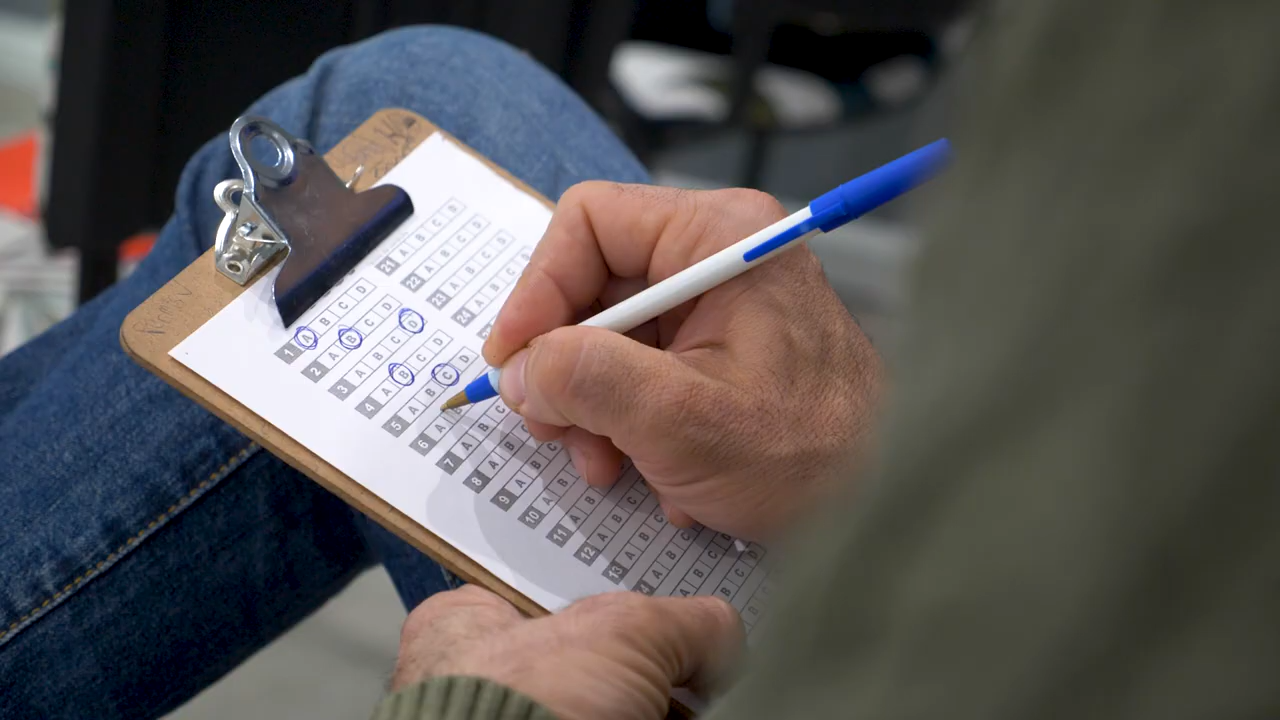 1 A B C D
2 A B C D
3 A B C D
4 A B C D
5 A B C D
6 A
7 A B C
8 A B C
9 A B C
10 A B C
11 A B C
12 A B C
13 A B C
A B C
A B C
21 A B C D
22 A B C D
23 A B C D
24 A B C